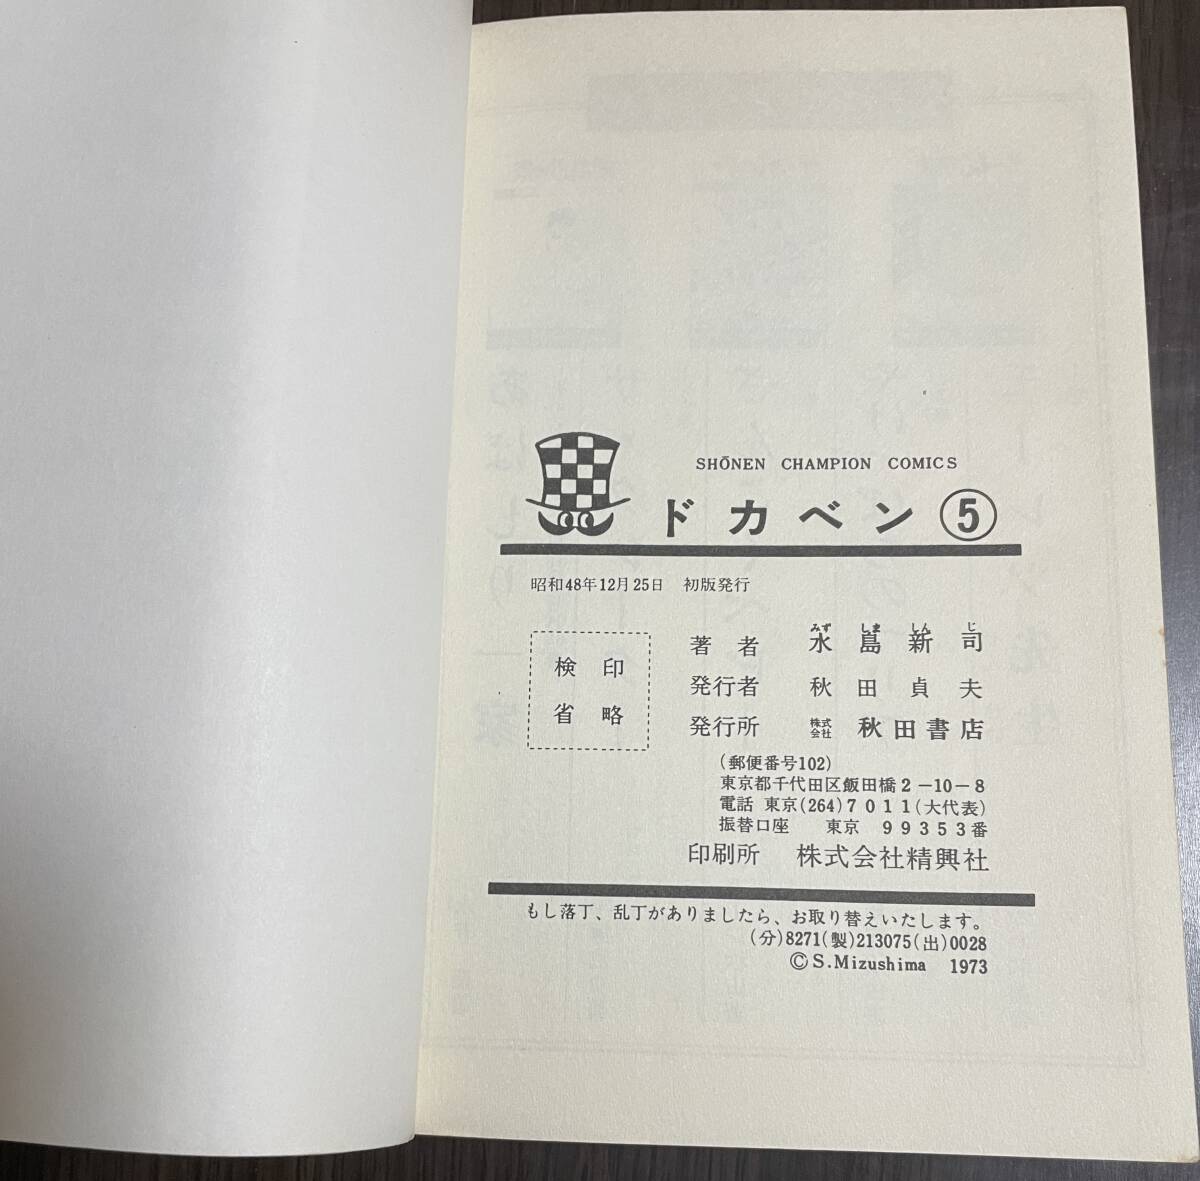 SHŌNEN CHAMPION COMICS
ドカベン⑤
昭和48年12月25日 初版発行
検印
省略
著者 水島新司
みず しま しん じ
発行者 秋田貞夫
発行所 株式会社 秋田書店
(郵便番号102)
東京都千代田区飯田橋2-10-8
電話 東京(264)7011(大代表)
振替口座 東京 99353番
印刷所 株式会社精興社
もし落丁、乱丁がありましたら、お取り替えいたします。
(分)8271(製)213075(出)0028
©S.Mizushima 1973